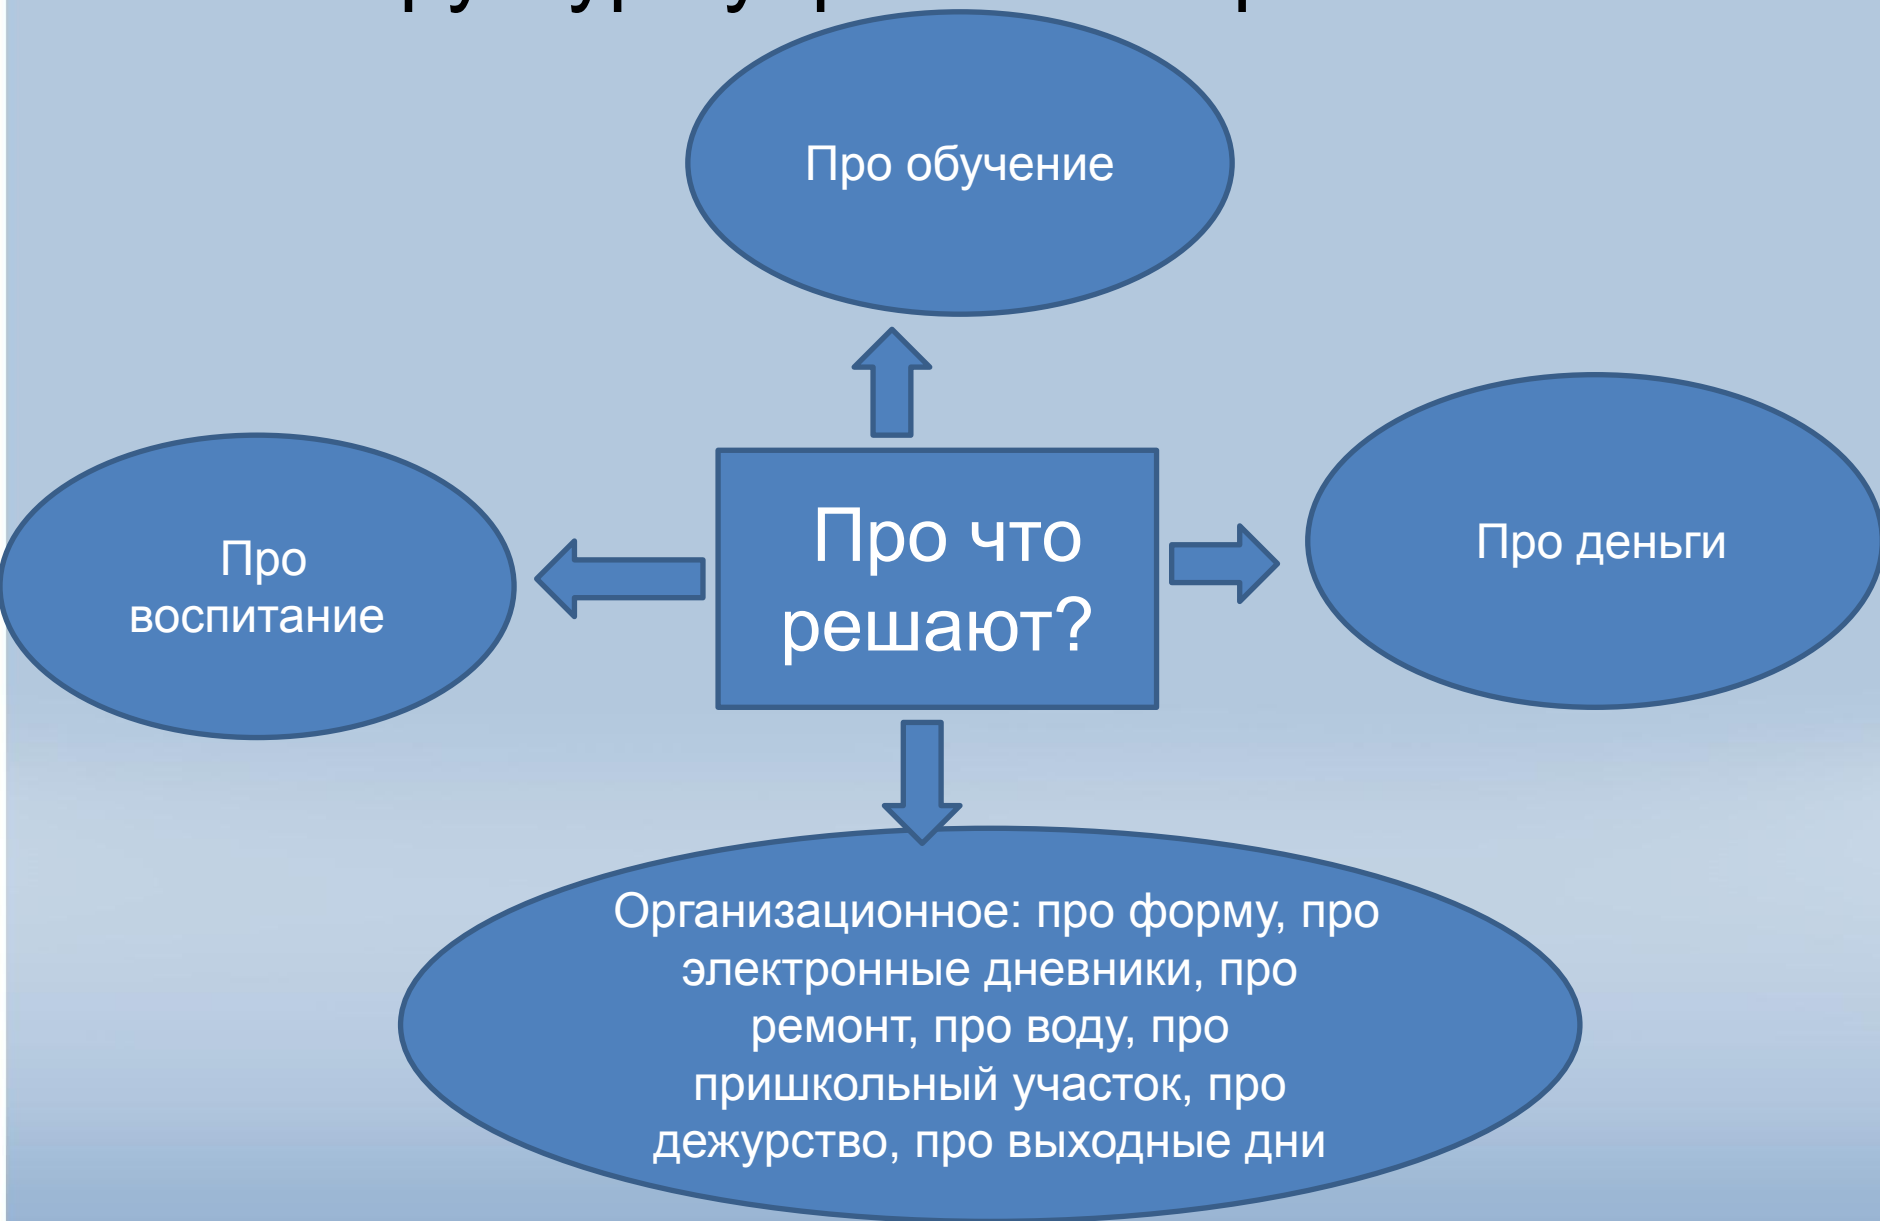 Про обучение
Про что
решают?
Про деньги
Про
воспитание
Организационное: про форму, про
электронные дневники, про
ремонт, про воду, про
пришкольный участок, про
дежурство, про выходные дни